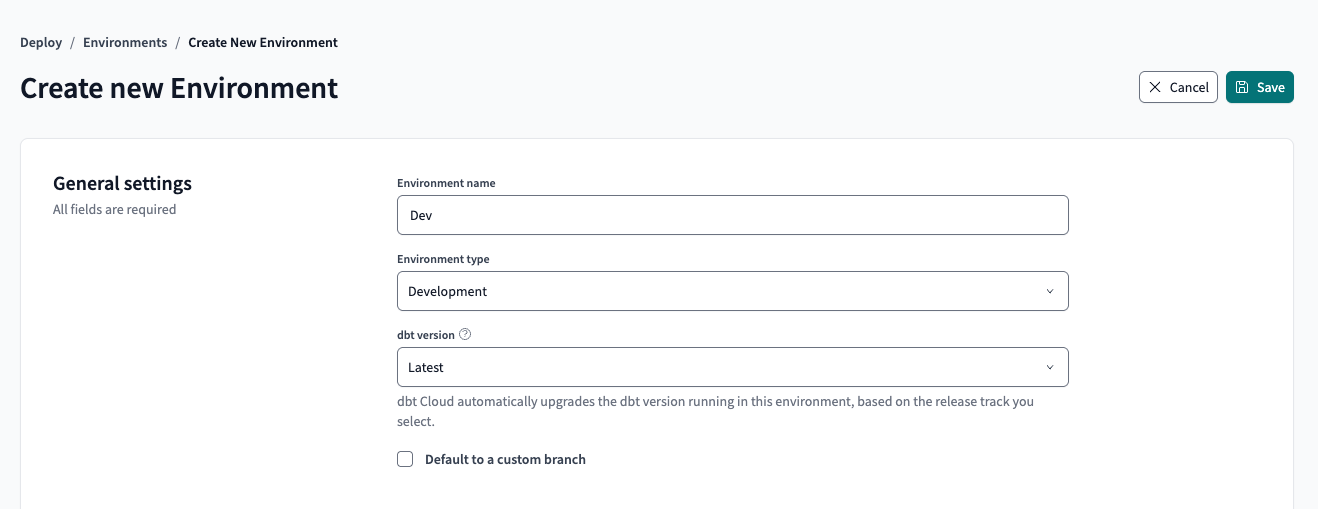 Deploy / Environments / Create New Environment
Create new Environment
Cancel
Save
General settings
All fields are required
Environment name
Dev
Environment type
Development
dbt version
Latest
dbt Cloud automatically upgrades the dbt version running in this environment, based on the release track you
select.
Default to a custom branch